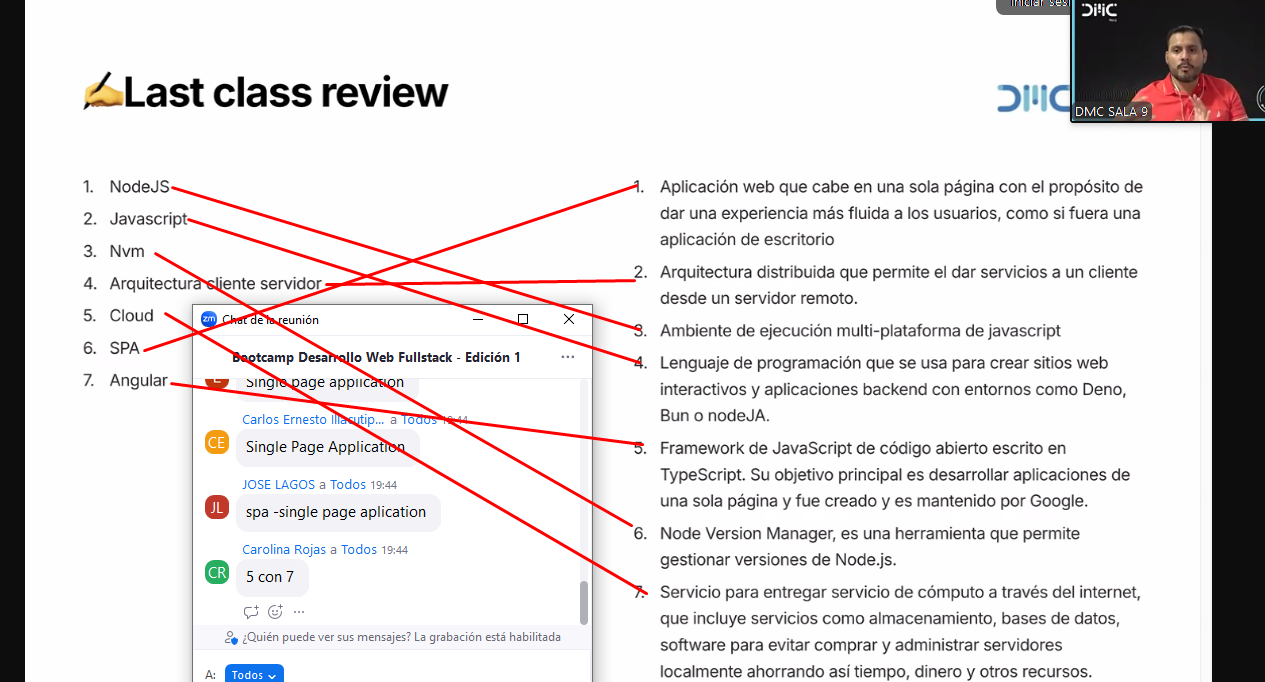 Iniciar sesi
DMC
DMC SALA 9
Last class review
DMC
1. NodeJS
2. Javascript
3. Nvm
4. Arquitectura cliente servidor
5. Cloud
6. SPA
7. Angular
1. Aplicación web que cabe en una sola página con el propósito de
dar una experiencia más fluida a los usuarios, como si fuera una
aplicación de escritorio
2. Arquitectura distribuida que permite el dar servicios a un cliente
desde un servidor remoto.
3. Ambiente de ejecución multi-plataforma de javascript
4. Lenguaje de programación que se usa para crear sitios web
interactivos y aplicaciones backend con entornos como Deno,
Bun o nodeJA.
5. Framework de JavaScript de código abierto escrito en
TypeScript. Su objetivo principal es desarrollar aplicaciones de
una sola página y fue creado y es mantenido por Google.
6. Node Version Manager, es una herramienta que permite
gestionar versiones de Node.js.
7. Servicio para entregar servicio de cómputo a través del internet,
que incluye servicios como almacenamiento, bases de datos,
software para evitar comprar y administrar servidores
localmente ahorrando así tiempo, dinero y otros recursos.
zm Chat de la reunión
Bootcamp Desarrollo Web Fullstack - Edición 1
Single page application
Carlos Ernesto Illacutip... a Todos 19:44
CE
Single Page Application
JOSE LAGOS a Todos 19:44
JL
spa -single page aplication
Carolina Rojas a Todos 19:44
CR
5 con 7
¿Quién puede ver sus mensajes? La grabación está habilitada
A: Todos